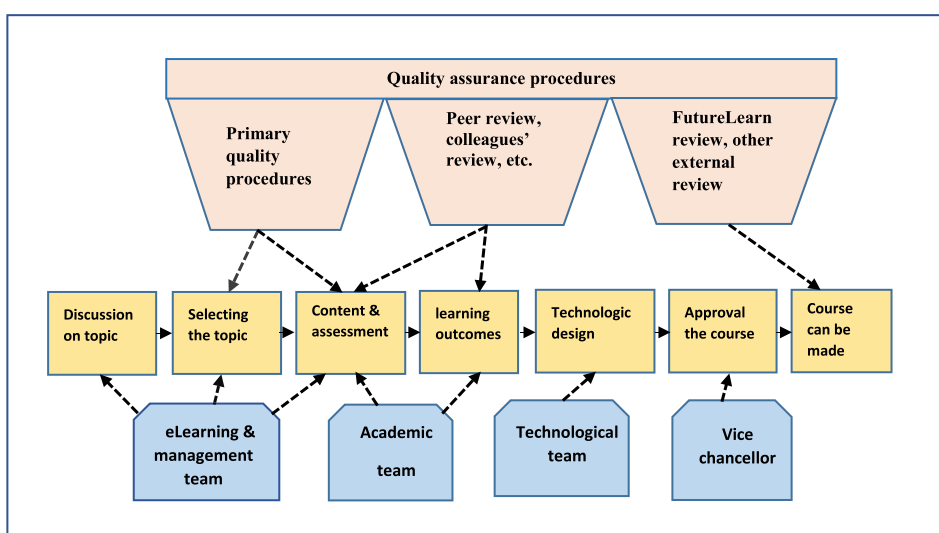 Quality assurance procedures
Primary
quality
procedures
Peer review,
colleagues’
review, etc.
FutureLearn
review, other
external
review
Discussion
on topic
Selecting
the topic
Content &
assessment
learning
outcomes
Technologic
design
Approval
the course
Course
can be
made
eLearning &
management
team
Academic
team
Technological
team
Vice
chancellor